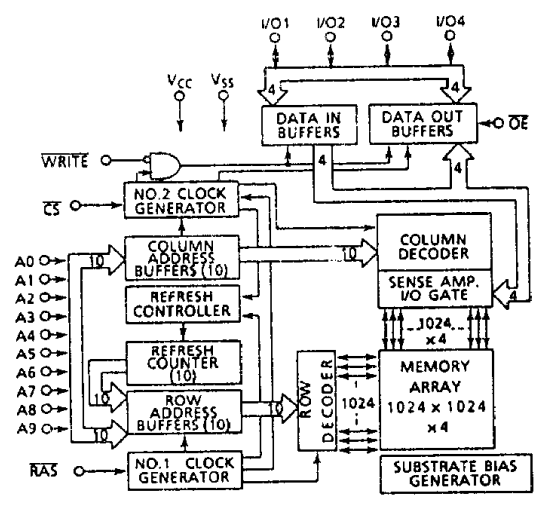 I/O1 I/O2 I/O3 I/O4
VCC VSS
4 4
DATA IN
BUFFERS
DATA OUT
BUFFERS
OE
WRITE
4 4
NO.2 CLOCK
GENERATOR
CS
COLUMN
ADDRESS
BUFFERS (10)
10 10
COLUMN
DECODER
SENSE AMP.
I/O GATE
4
A0
A1
A2
A3
A4
A5
A6
A7
A8
A9
REFRESH
CONTROLLER
REFRESH
COUNTER
(10)
10
ROW
ADDRESS
BUFFERS (10)
10 10
ROW
DECODER
1024
1024
x 4
MEMORY
ARRAY
1024 x 1024
x 4
RAS
NO.1 CLOCK
GENERATOR
SUBSTRATE BIAS
GENERATOR